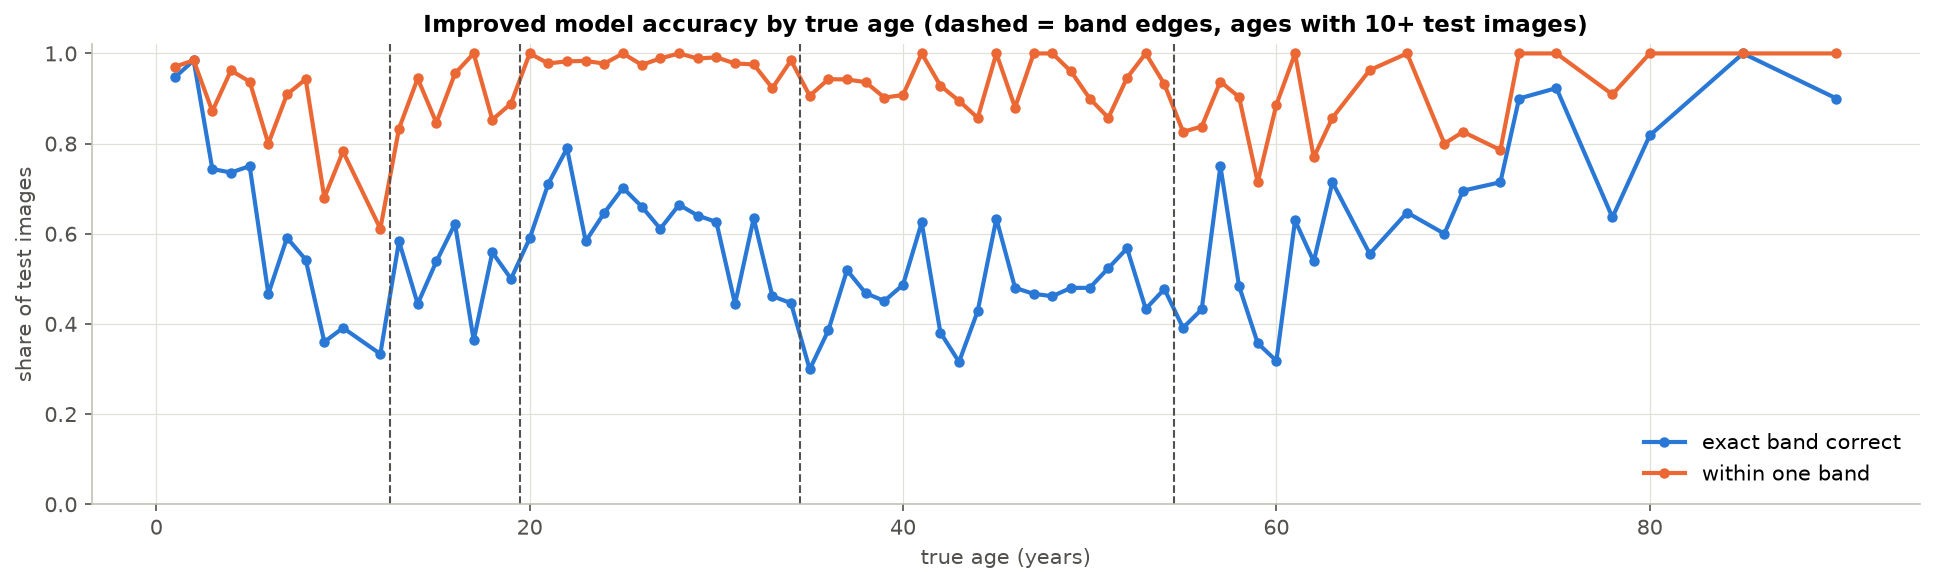 Improved model accuracy by true age (dashed = band edges, ages with 10+ test images)
share of test images
1.0
0.8
0.6
0.4
0.2
0.0
0
20
40
60
80
true age (years)
exact band correct
within one band